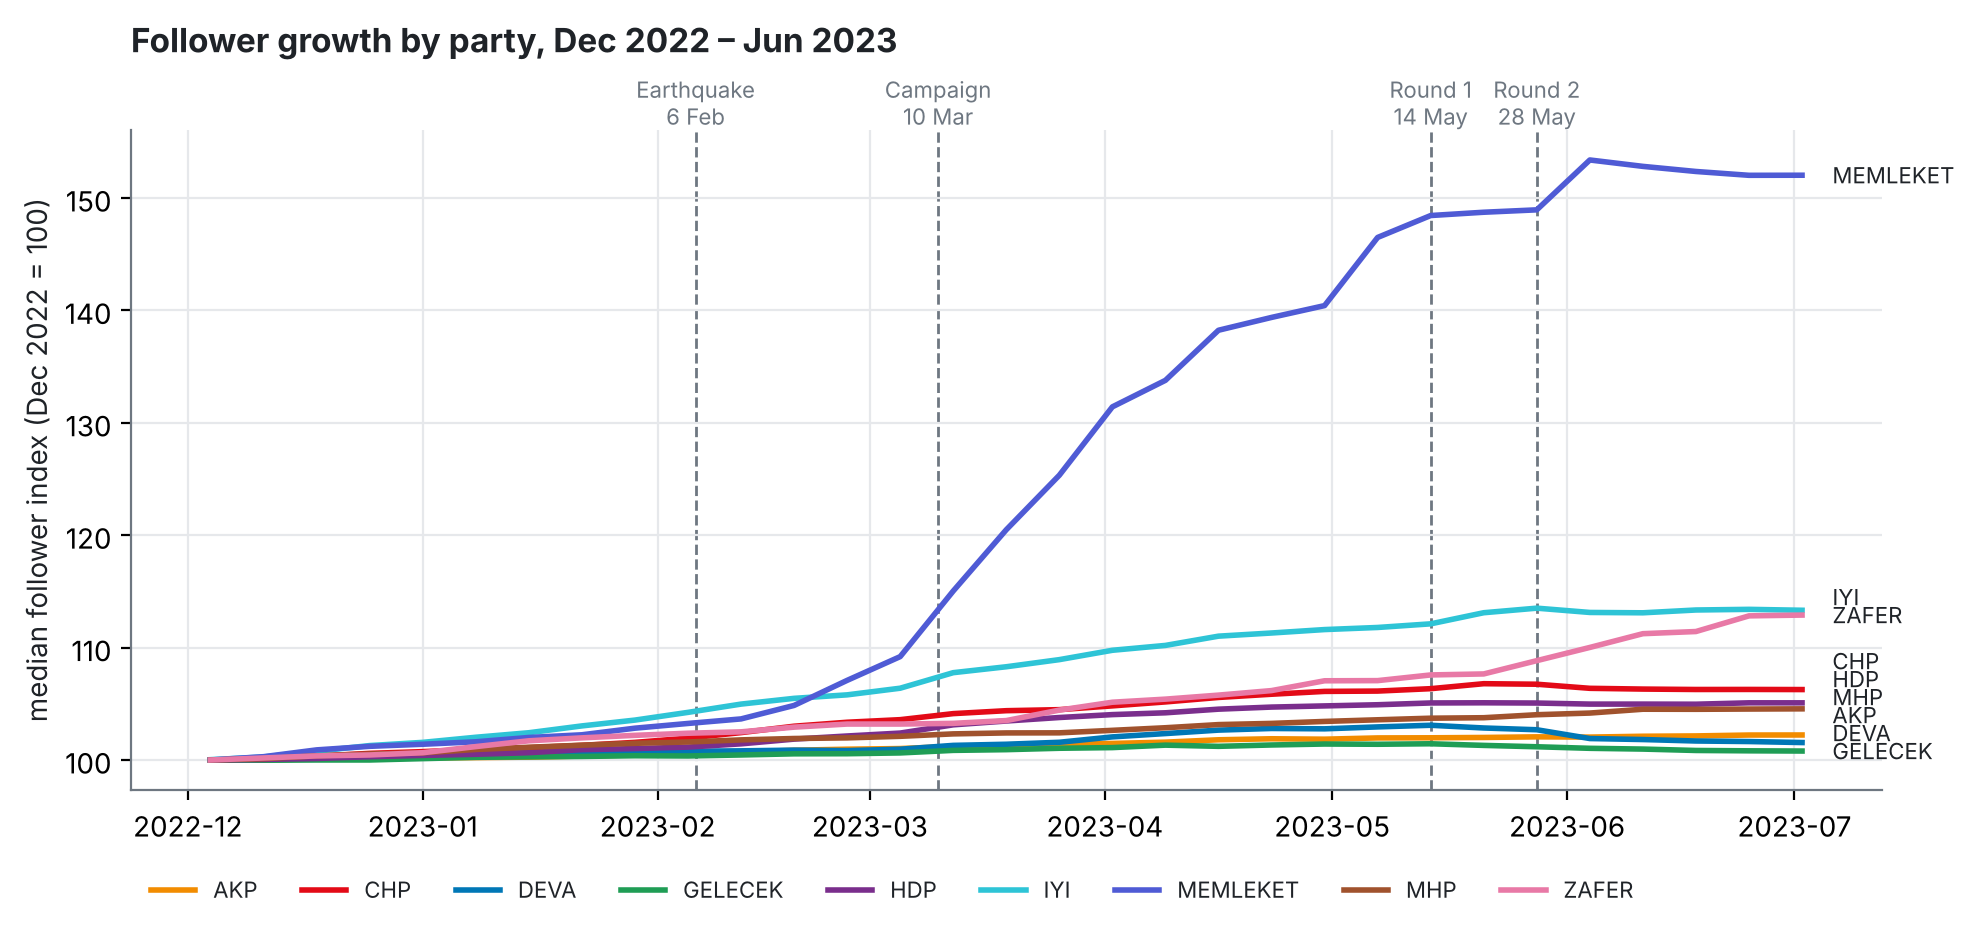 Follower growth by party, Dec 2022 – Jun 2023
Earthquake
6 Feb
Campaign
10 Mar
Round 1
14 May
Round 2
28 May
median follower index (Dec 2022 = 100)
150
140
130
120
110
100
MEMLEKET
IYI
ZAFER
CHP
HDP
MHP
AKP
DEVA
GELECEK
2022-12
2023-01
2023-02
2023-03
2023-04
2023-05
2023-06
2023-07
AKP
CHP
DEVA
GELECEK
HDP
IYI
MEMLEKET
MHP
ZAFER